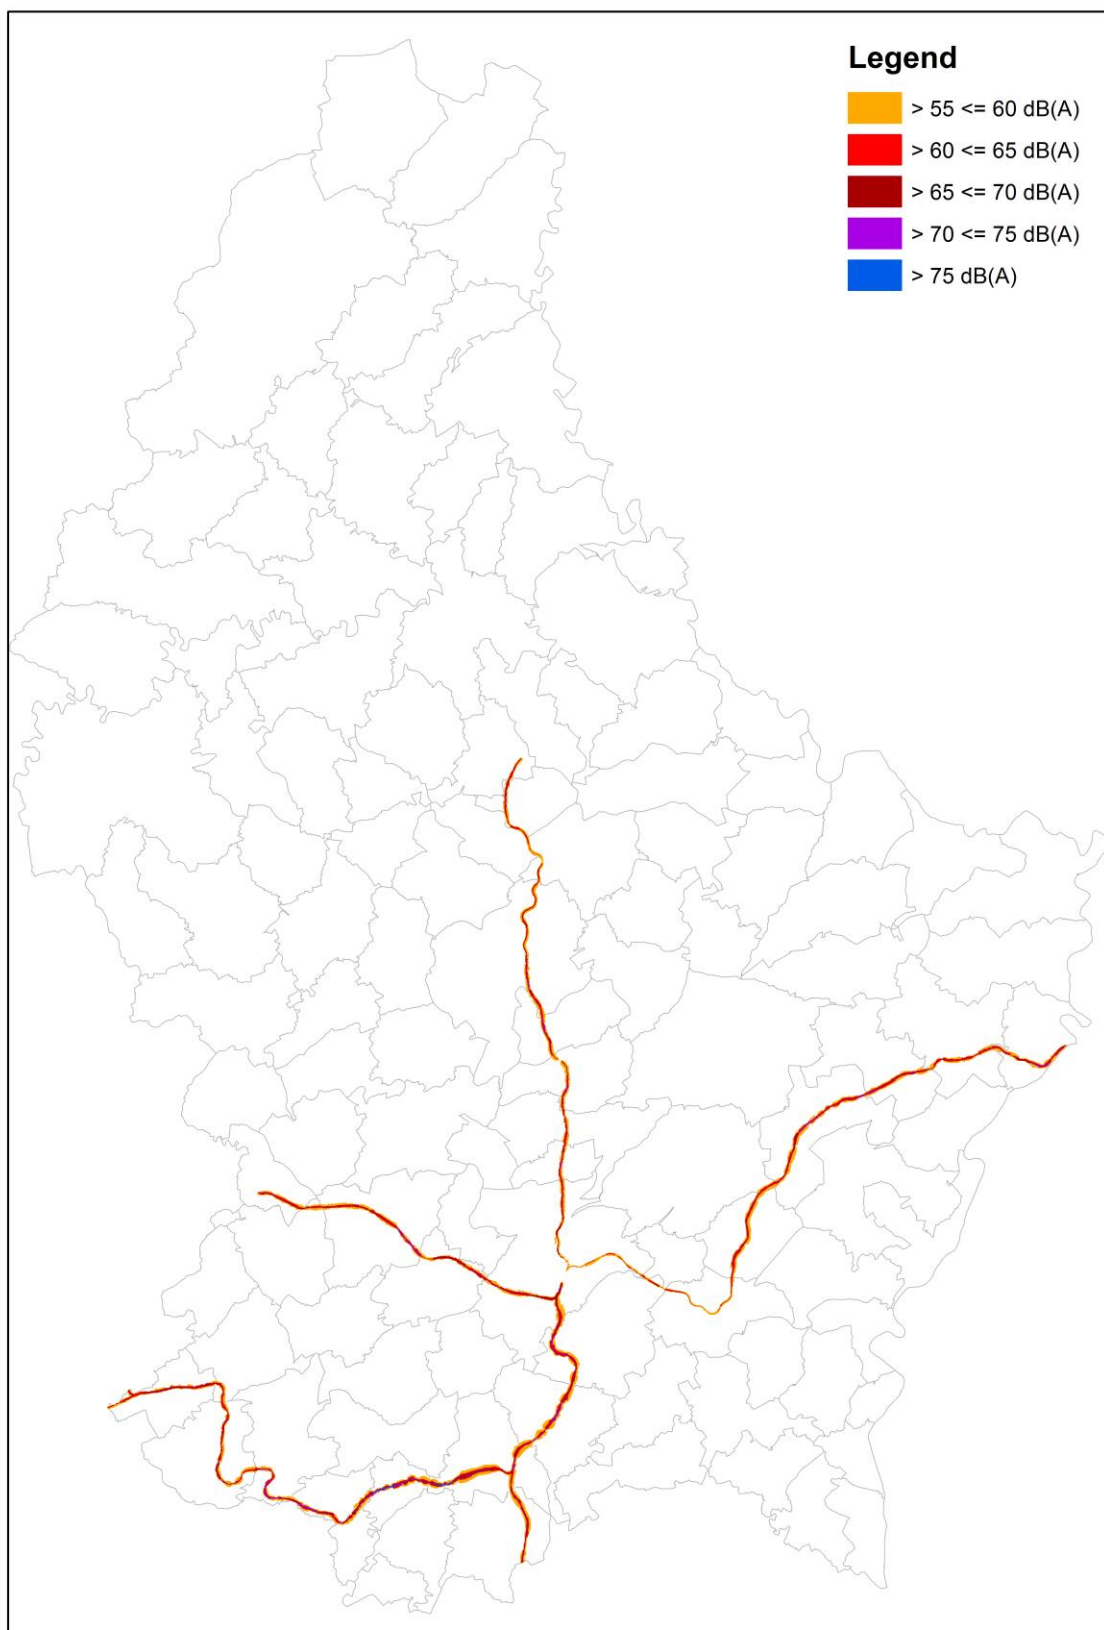 Legend
> 55 <= 60 dB(A)
> 60 <= 65 dB(A)
> 65 <= 70 dB(A)
> 70 <= 75 dB(A)
> 75 dB(A)